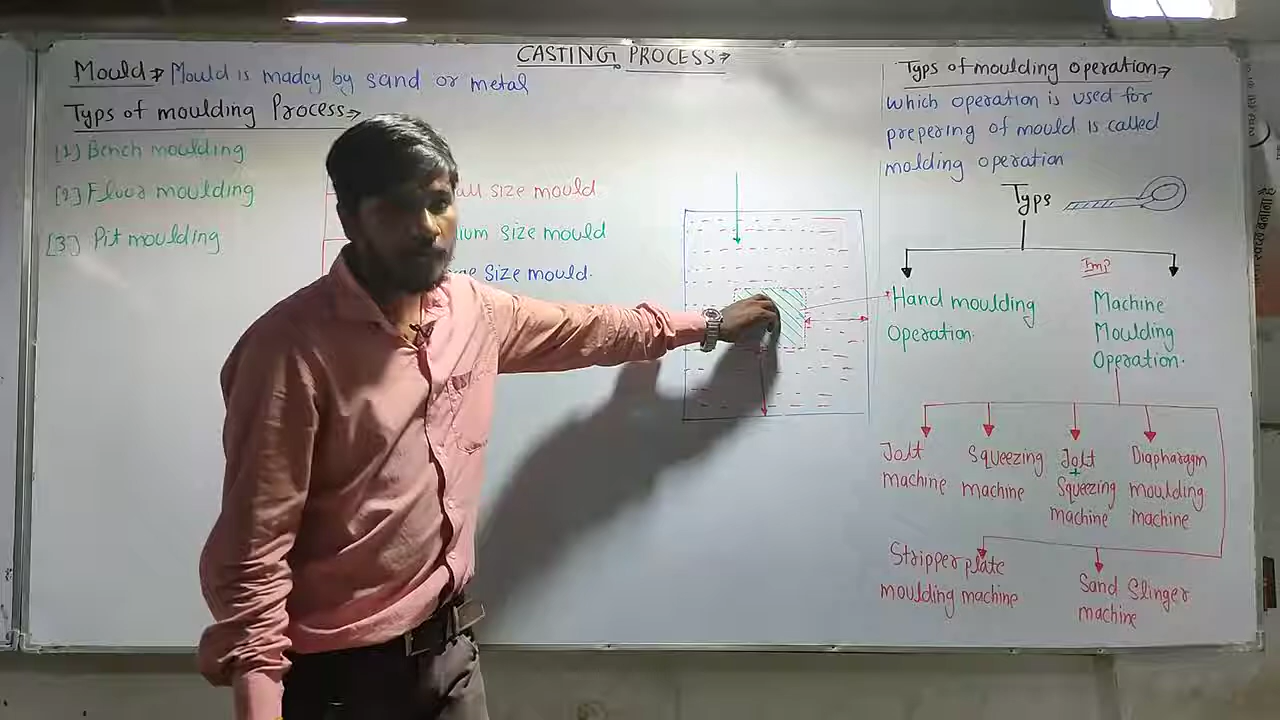 CASTING PROCESS
Mould Mould is madey by sand or metal
Typs of moulding Process
[1] Bench moulding
[2] Fluor moulding
[3] Pit moulding
size mould.
size mould
Size mould.
Typs of moulding operation
which operation is used for
prepering of mould is called
molding operation
Typs
Imp
Hand moulding
Operation.
Machine
Moulding
Operation.
Jolt
machine
Squeezing
machine
Jolt
+
Squeezing
machine
Diapharagm
moulding
machine
Stripper plate
moulding machine
Sand Slinger
machine